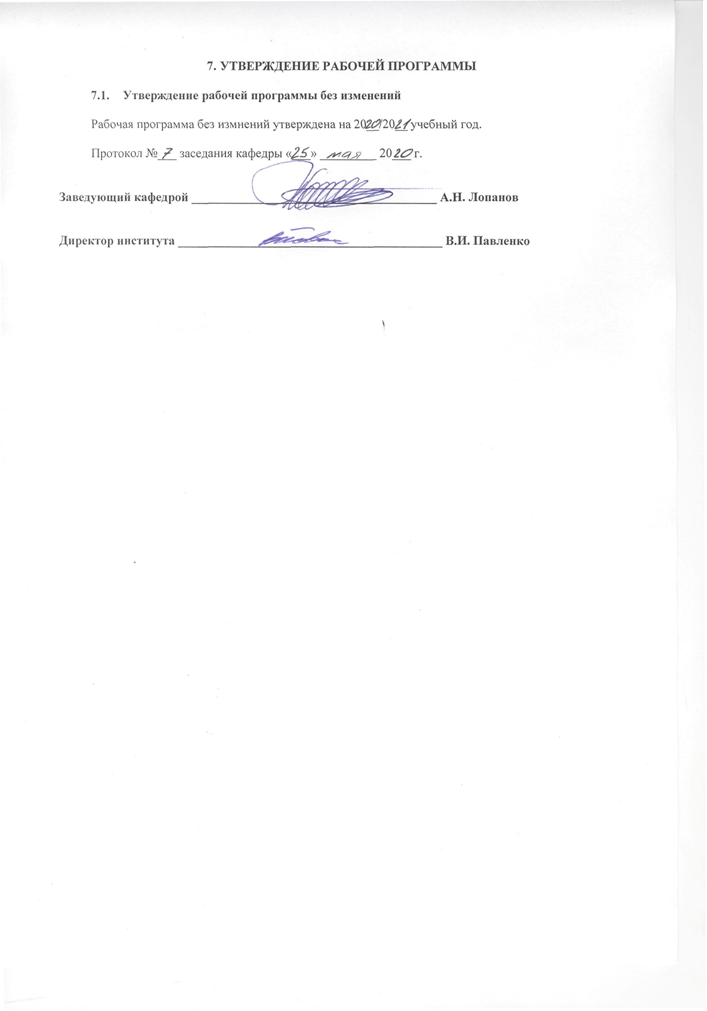 7. УТВЕРЖДЕНИЕ РАБОЧЕЙ ПРОГРАММЫ
7.1. Утверждение рабочей программы без изменений
Рабочая программа без измнений утверждена на 2020/2021 учебный год.
Протокол № 7 заседания кафедры «25» мая 2020 г.
Заведующий кафедрой А.Н. Лопанов
Директор института В.И. Павленко